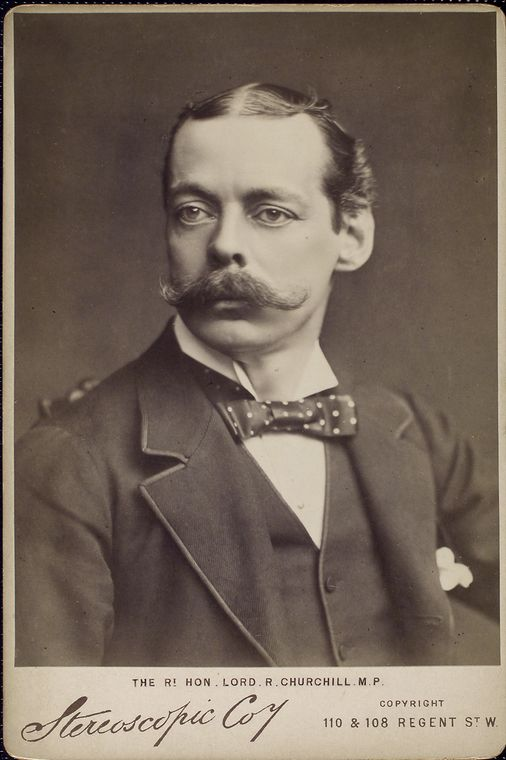 THE Rt. HON. LORD. R. CHURCHILL. M.P.
Stereoscopic Coy
COPYRIGHT
110 & 108 REGENT ST. W.